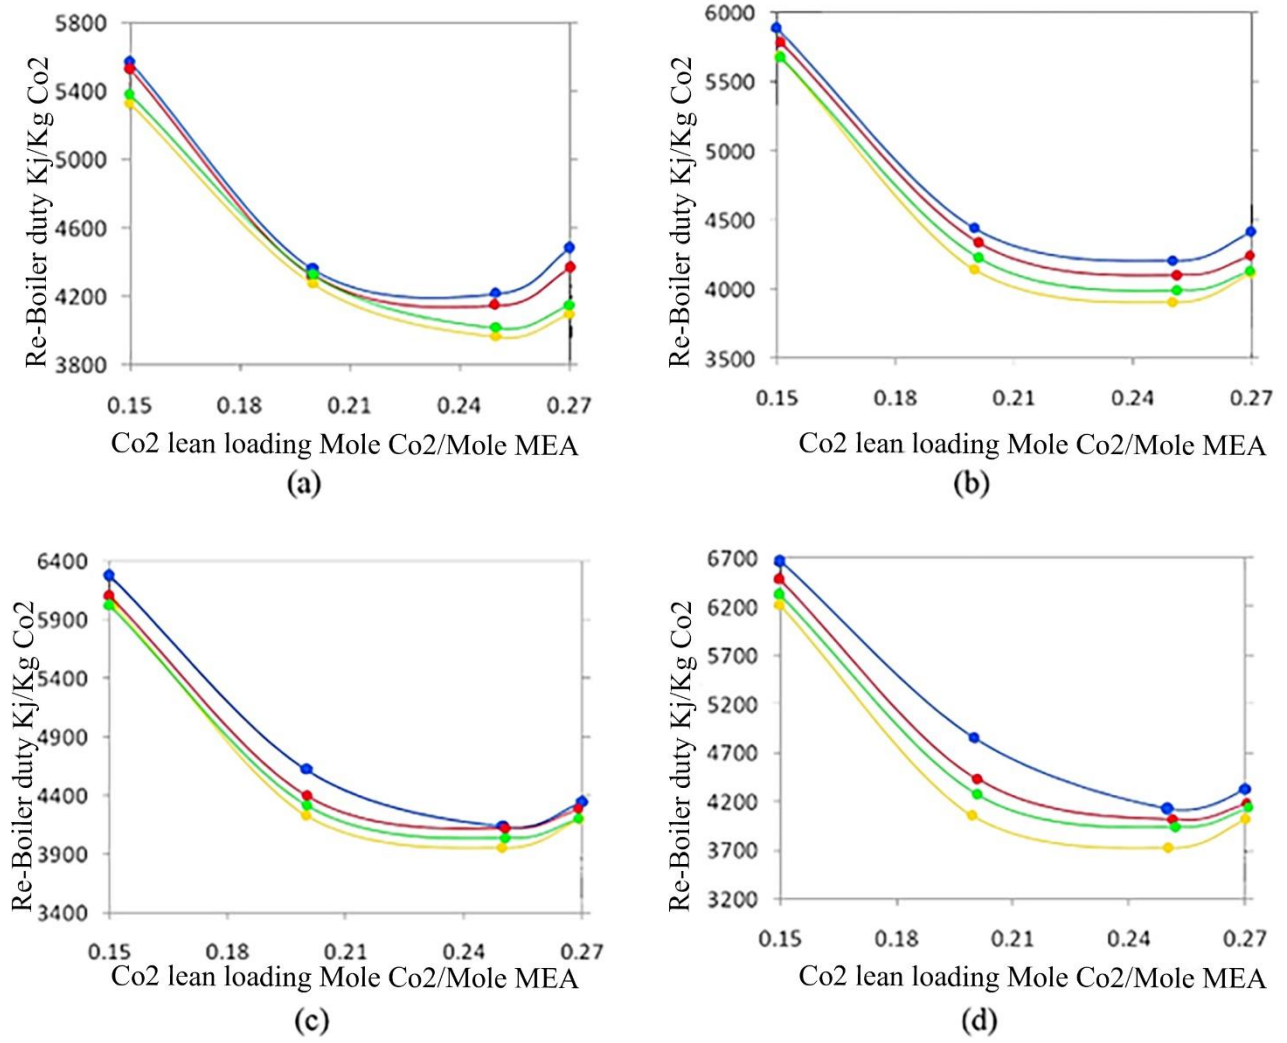 5800
5400
5000
4600
4200
3800
Re-Boiler duty Kj/Kg Co2
0.15 0.18 0.21 0.24 0.27
Co2 lean loading Mole Co2/Mole MEA
(a)
6000
5500
5000
4500
4000
3500
Re-Boiler duty Kj/Kg Co2
0.15 0.18 0.21 0.24 0.27
Co2 lean loading Mole Co2/Mole MEA
(b)
6400
5900
5400
4900
4400
3900
3400
Re-Boiler duty Kj/Kg Co2
0.15 0.18 0.21 0.24 0.27
Co2 lean loading Mole Co2/Mole MEA
(c)
6700
6200
5700
5200
4700
4200
3700
3200
Re-Boiler duty Kj/Kg Co2
0.15 0.18 0.21 0.24 0.27
Co2 lean loading Mole Co2/Mole MEA
(d)